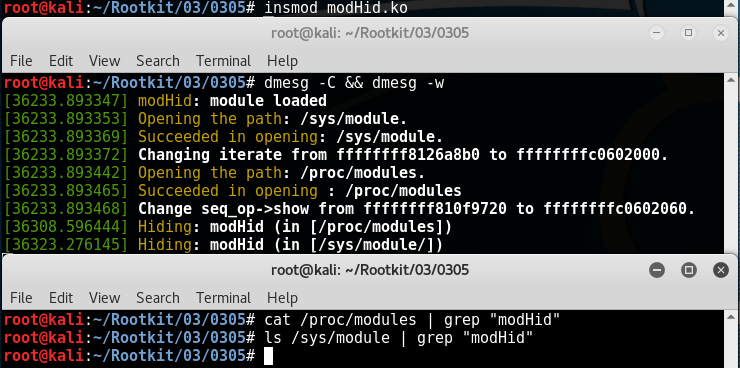 root@kali:~/Rootkit/03/0305# insmod modHid.ko
root@kali: ~/Rootkit/03/0305
File Edit View Search Terminal Help
root@kali:~/Rootkit/03/0305# dmesg -C && dmesg -w
[36233.893347] modHid: module loaded
[36233.893353] Opening the path: /sys/module.
[36233.893369] Succeeded in opening: /sys/module.
[36233.893372] Changing iterate from ffffffff8126a8b0 to ffffffffc0602000.
[36233.893442] Opening the path: /proc/modules.
[36233.893465] Succeeded in opening : /proc/modules
[36233.893468] Change seq_op->show from ffffffff810f9720 to ffffffffc0602060.
[36308.596444] Hiding: modHid (in [/proc/modules])
[36323.276145] Hiding: modHid (in [/sys/module/])
root@kali: ~/Rootkit/03/0305
File Edit View Search Terminal Help
root@kali:~/Rootkit/03/0305# cat /proc/modules | grep "modHid"
root@kali:~/Rootkit/03/0305# ls /sys/module | grep "modHid"
root@kali:~/Rootkit/03/0305#